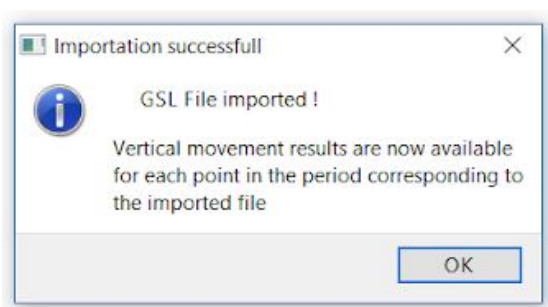 Importation successfull
GSL File imported !
Vertical movement results are now available
for each point in the period corresponding to
the imported file
OK